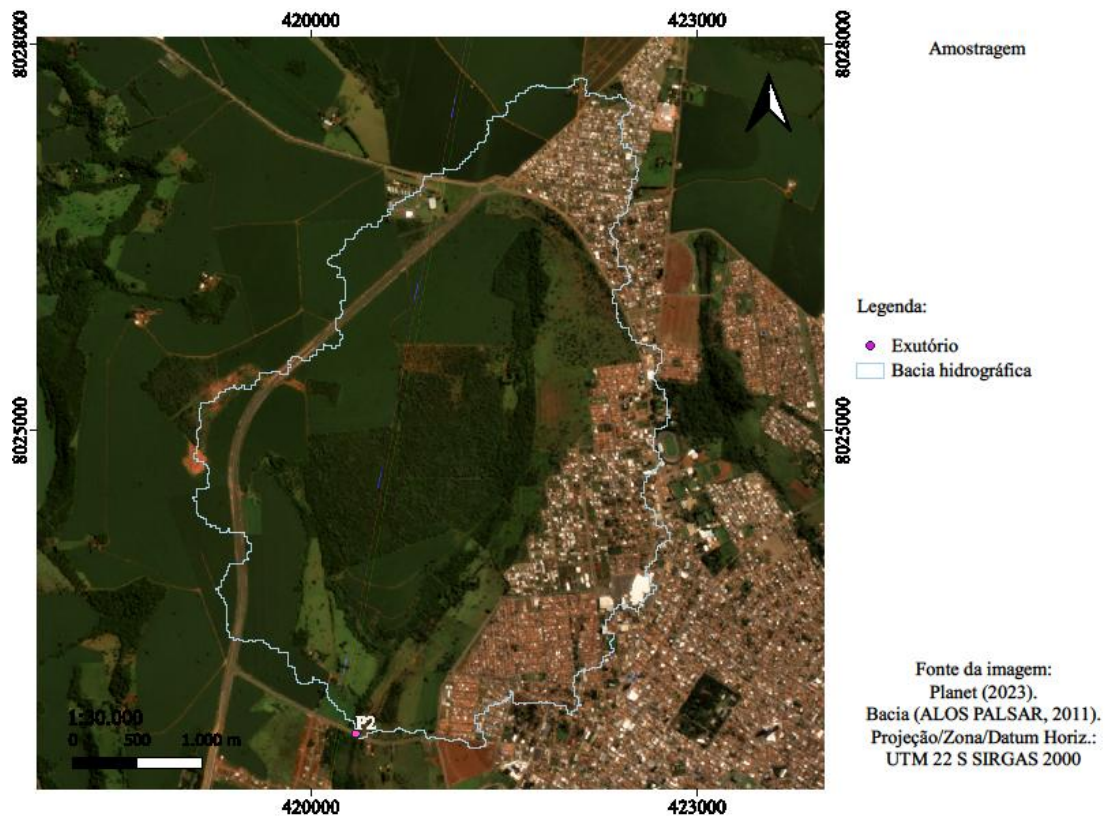 420000
423000
8028000
8028000
Amostragem
Legenda:
Exutório
Bacia hidrográfica
8025000
8025000
P2
1:30.000
0 500 1.000 m
Fonte da imagem:
Planet (2023).
Bacia (ALOS PALSAR, 2011).
Projeção/Zona/Datum Horiz.:
UTM 22 S SIRGAS 2000
420000
423000